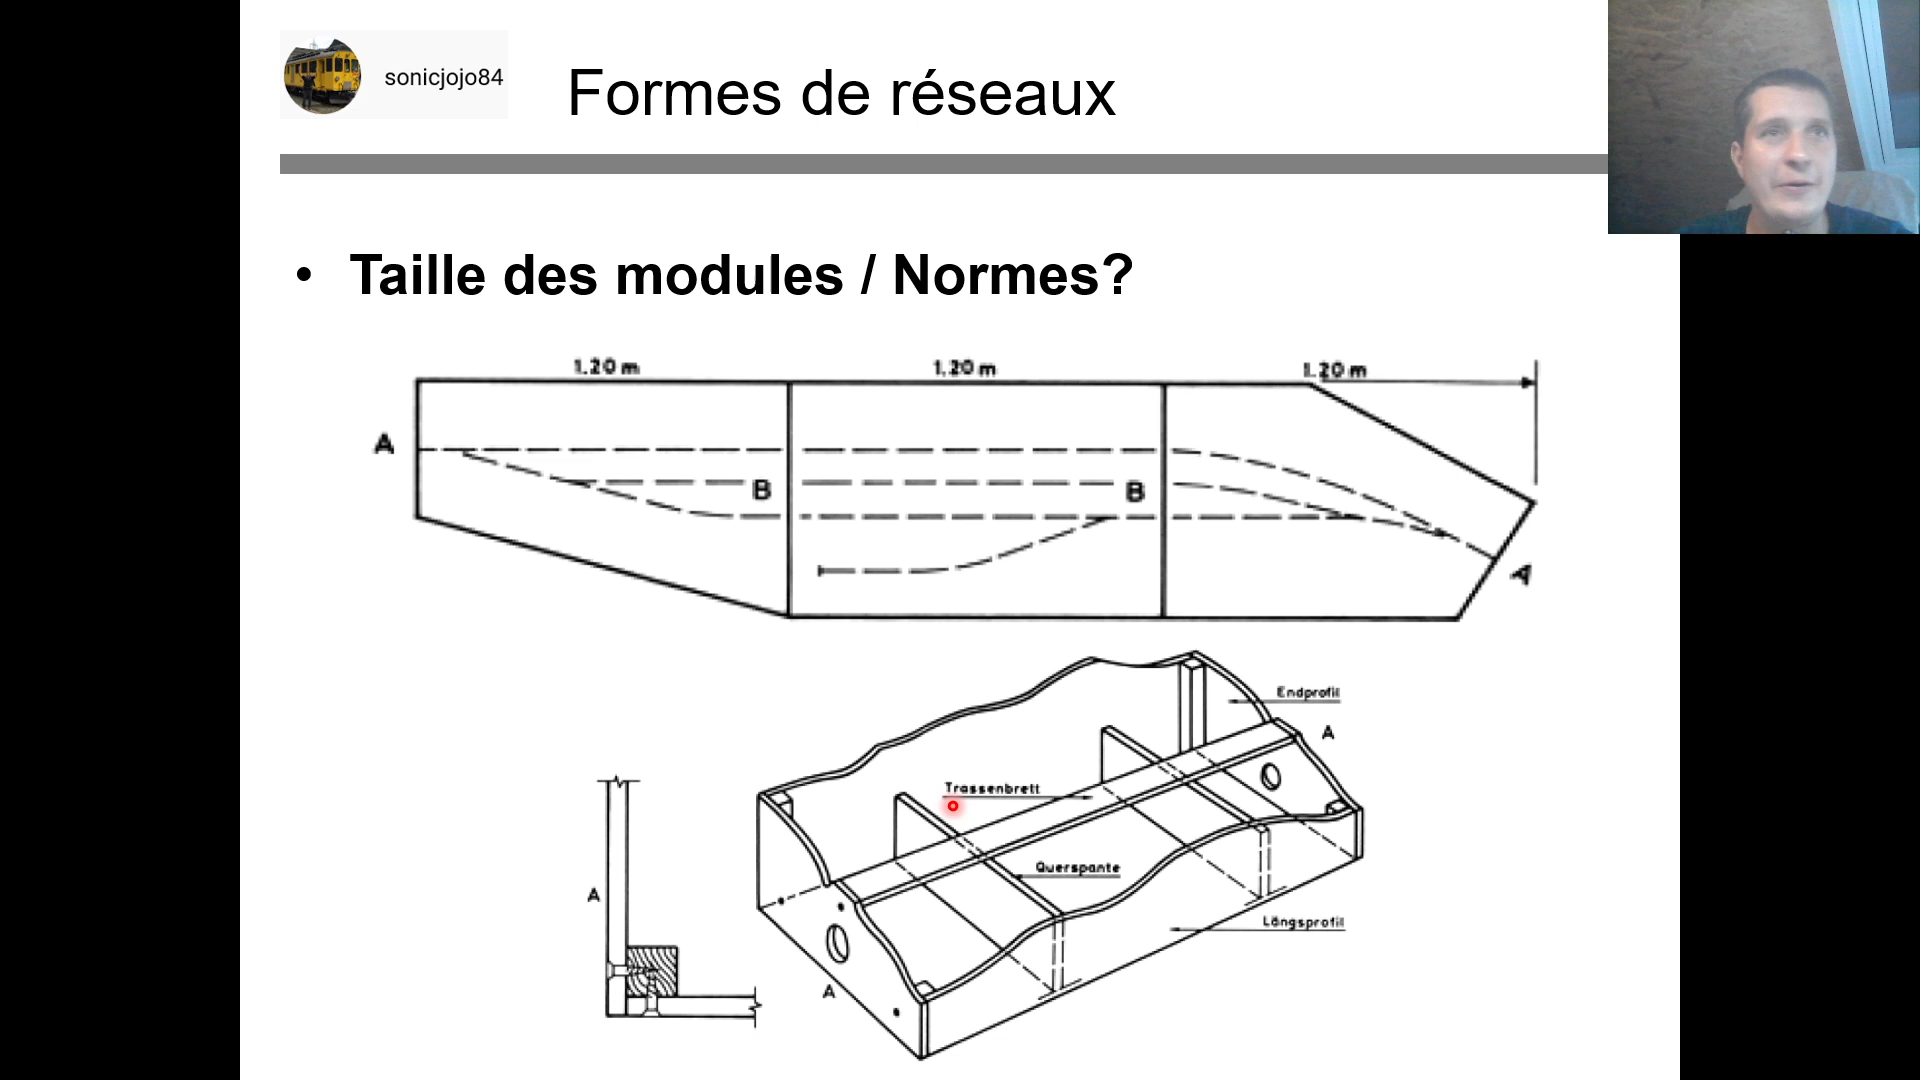 sonicjojo84
Formes de réseaux
• Taille des modules / Normes?
1.20 m
1.20 m
1.20 m
A
B
B
A
Endprofil
A
Trassenbrett
Querspante
A
Längsprofil
A